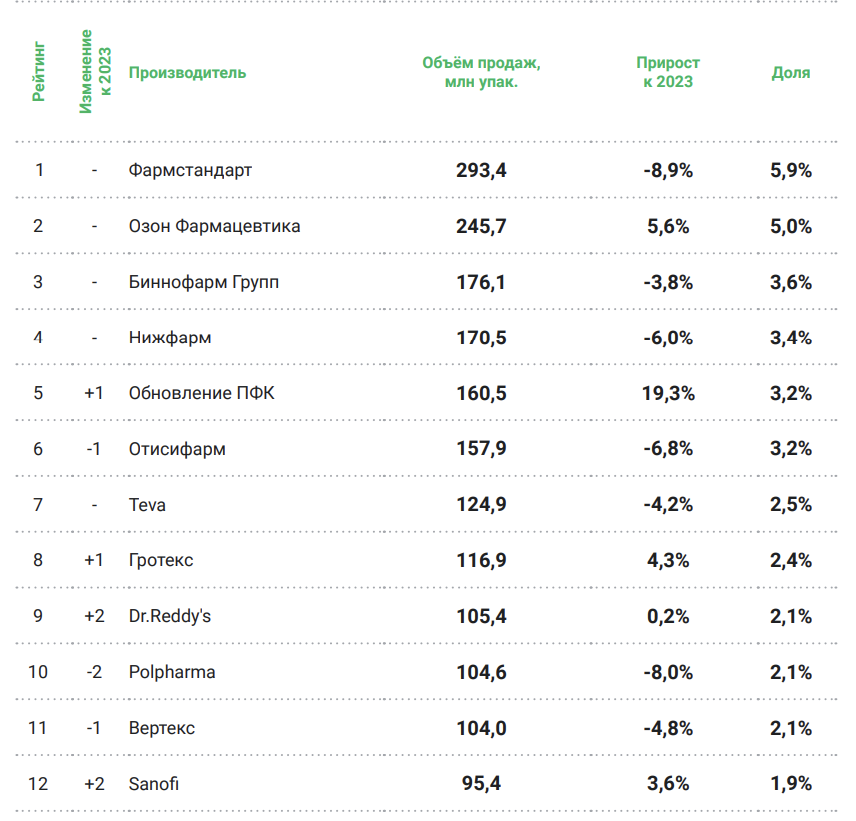 Рейтинг Изменение к 2023 Производитель Объём продаж, млн упак. Прирост к 2023 Доля
1 - Фармстандарт 293,4 -8,9% 5,9%
2 - Озон Фармацевтика 245,7 5,6% 5,0%
3 - Биннофарм Групп 176,1 -3,8% 3,6%
4 - Нижфарм 170,5 -6,0% 3,4%
5 +1 Обновление ПФК 160,5 19,3% 3,2%
6 -1 Отисифарм 157,9 -6,8% 3,2%
7 - Teva 124,9 -4,2% 2,5%
8 +1 Гротекс 116,9 4,3% 2,4%
9 +2 Dr.Reddy's 105,4 0,2% 2,1%
10 -2 Polpharma 104,6 -8,0% 2,1%
11 -1 Вертекс 104,0 -4,8% 2,1%
12 +2 Sanofi 95,4 3,6% 1,9%